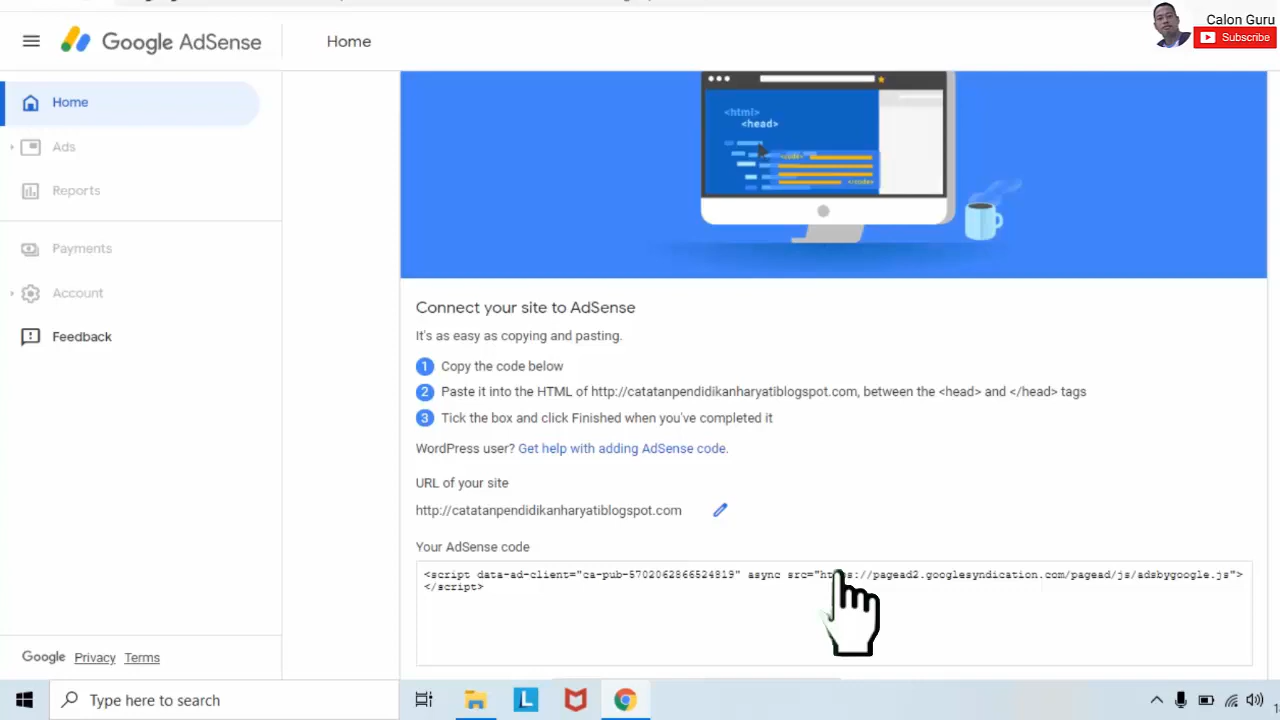 Google AdSense
Home
Calon Guru
Subscribe
Home
Ads
Reports
Payments
Account
Feedback
<html>
<head>
</code>
Connect your site to AdSense
It's as easy as copying and pasting.
1 Copy the code below
2 Paste it into the HTML of http://catatanpendidikanharyatiblogspot.com, between the <head> and </head> tags
3 Tick the box and click Finished when you've completed it
WordPress user? Get help with adding AdSense code.
URL of your site
http://catatanpendidikanharyatiblogspot.com
Your AdSense code
<script data-ad-client="ca-pub-5702062866524819" async src="https://pagead2.googlesyndication.com/pagead/js/adsbygoogle.js">
</script>
Google Privacy Terms
Type here to search